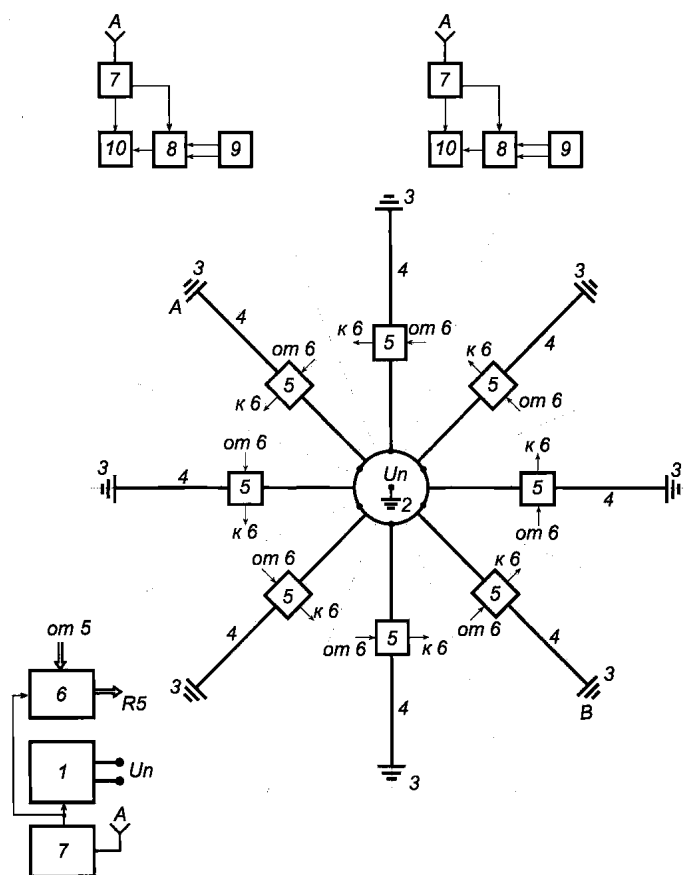 A A
7 7
10 8 9 10 8 9
3
3 3
4
A 4 4
к 6 5 от 6
от 6 5 к 6 к 6 5 от 6
от 6 к 6
3 4 5 Uп 2 5 4 3
к 6 от 6
от 6 5 к 6 к 6 5 от 6
4 от 6 5 к 6 4
3 3
B
4
3
от 5
6 R5
1 Uп
A
7